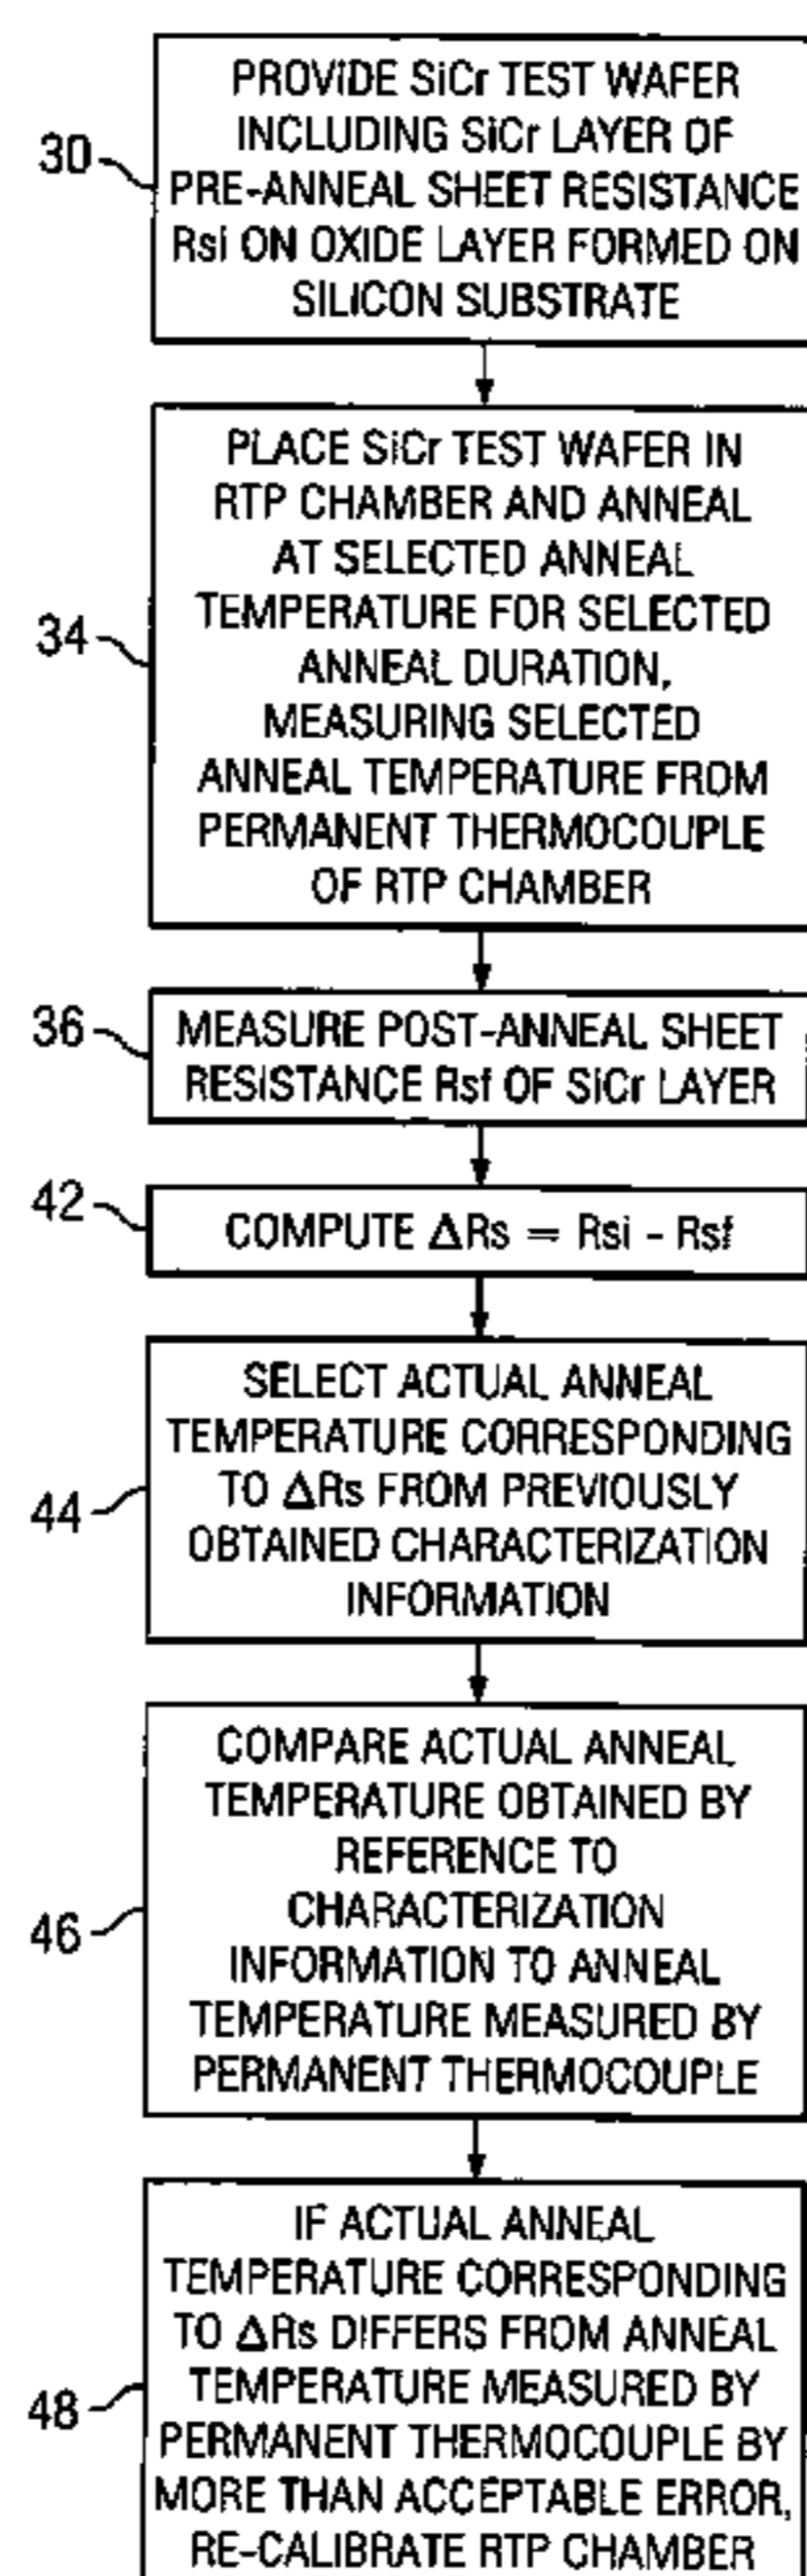 30
PROVIDE SiCr TEST WAFER
INCLUDING SiCr LAYER OF
PRE-ANNEAL SHEET RESISTANCE
Rsi ON OXIDE LAYER FORMED ON
SILICON SUBSTRATE
34
PLACE SiCr TEST WAFER IN
RTP CHAMBER AND ANNEAL
AT SELECTED ANNEAL
TEMPERATURE FOR SELECTED
ANNEAL DURATION,
MEASURING SELECTED
ANNEAL TEMPERATURE FROM
PERMANENT THERMOCOUPLE
OF RTP CHAMBER
36
MEASURE POST-ANNEAL SHEET
RESISTANCE Rsf OF SiCr LAYER
42
COMPUTE ΔRs = Rsi - Rsf
44
SELECT ACTUAL ANNEAL
TEMPERATURE CORRESPONDING
TO ΔRs FROM PREVIOUSLY
OBTAINED CHARACTERIZATION
INFORMATION
46
COMPARE ACTUAL ANNEAL
TEMPERATURE OBTAINED BY
REFERENCE TO
CHARACTERIZATION
INFORMATION TO ANNEAL
TEMPERATURE MEASURED BY
PERMANENT THERMOCOUPLE
48
IF ACTUAL ANNEAL
TEMPERATURE CORRESPONDING
TO ΔRs DIFFERS FROM ANNEAL
TEMPERATURE MEASURED BY
PERMANENT THERMOCOUPLE BY
MORE THAN ACCEPTABLE ERROR,
RE-CALIBRATE RTP CHAMBER